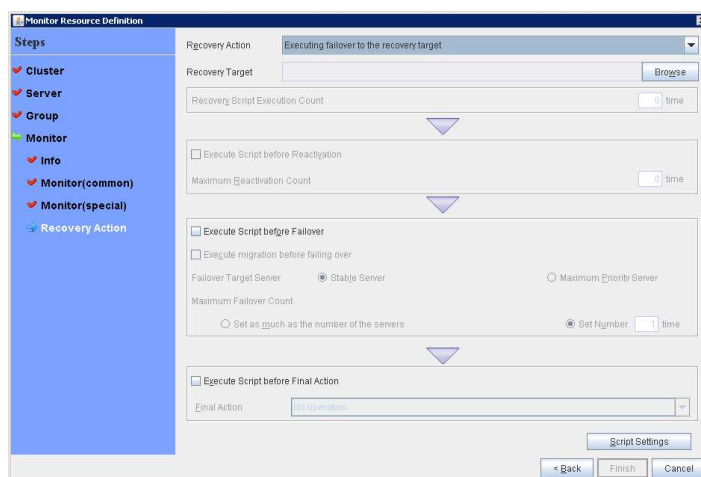 Monitor Resource Definition
Steps
Cluster
Server
Group
Monitor
Info
Monitor(common)
Monitor(special)
Recovery Action
Recovery Action Executing failover to the recovery target
Recovery Target Browse
Recovery Script Execution Count 0 time
Execute Script before Reactivation
Maximum Reactivation Count 0 time
Execute Script before Failover
Execute migration before failing over
Failover Target Server Stable Server Maximum Priority Server
Maximum Failover Count
Set as much as the number of the servers Set Number 1 time
Execute Script before Final Action
Final Action No operation
Script Settings
< Back Finish Cancel